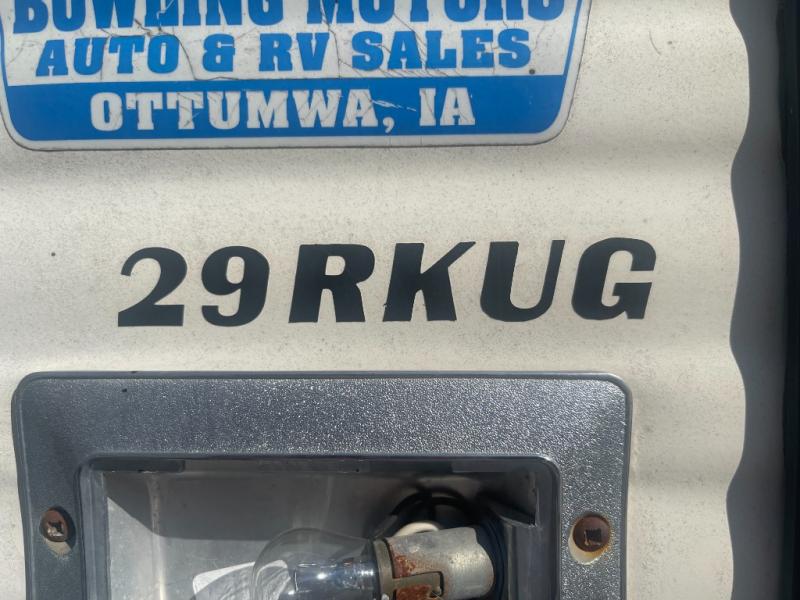 BOWLING MOTORS
AUTO & RV SALES
OTTUMWA, IA
29RKUG